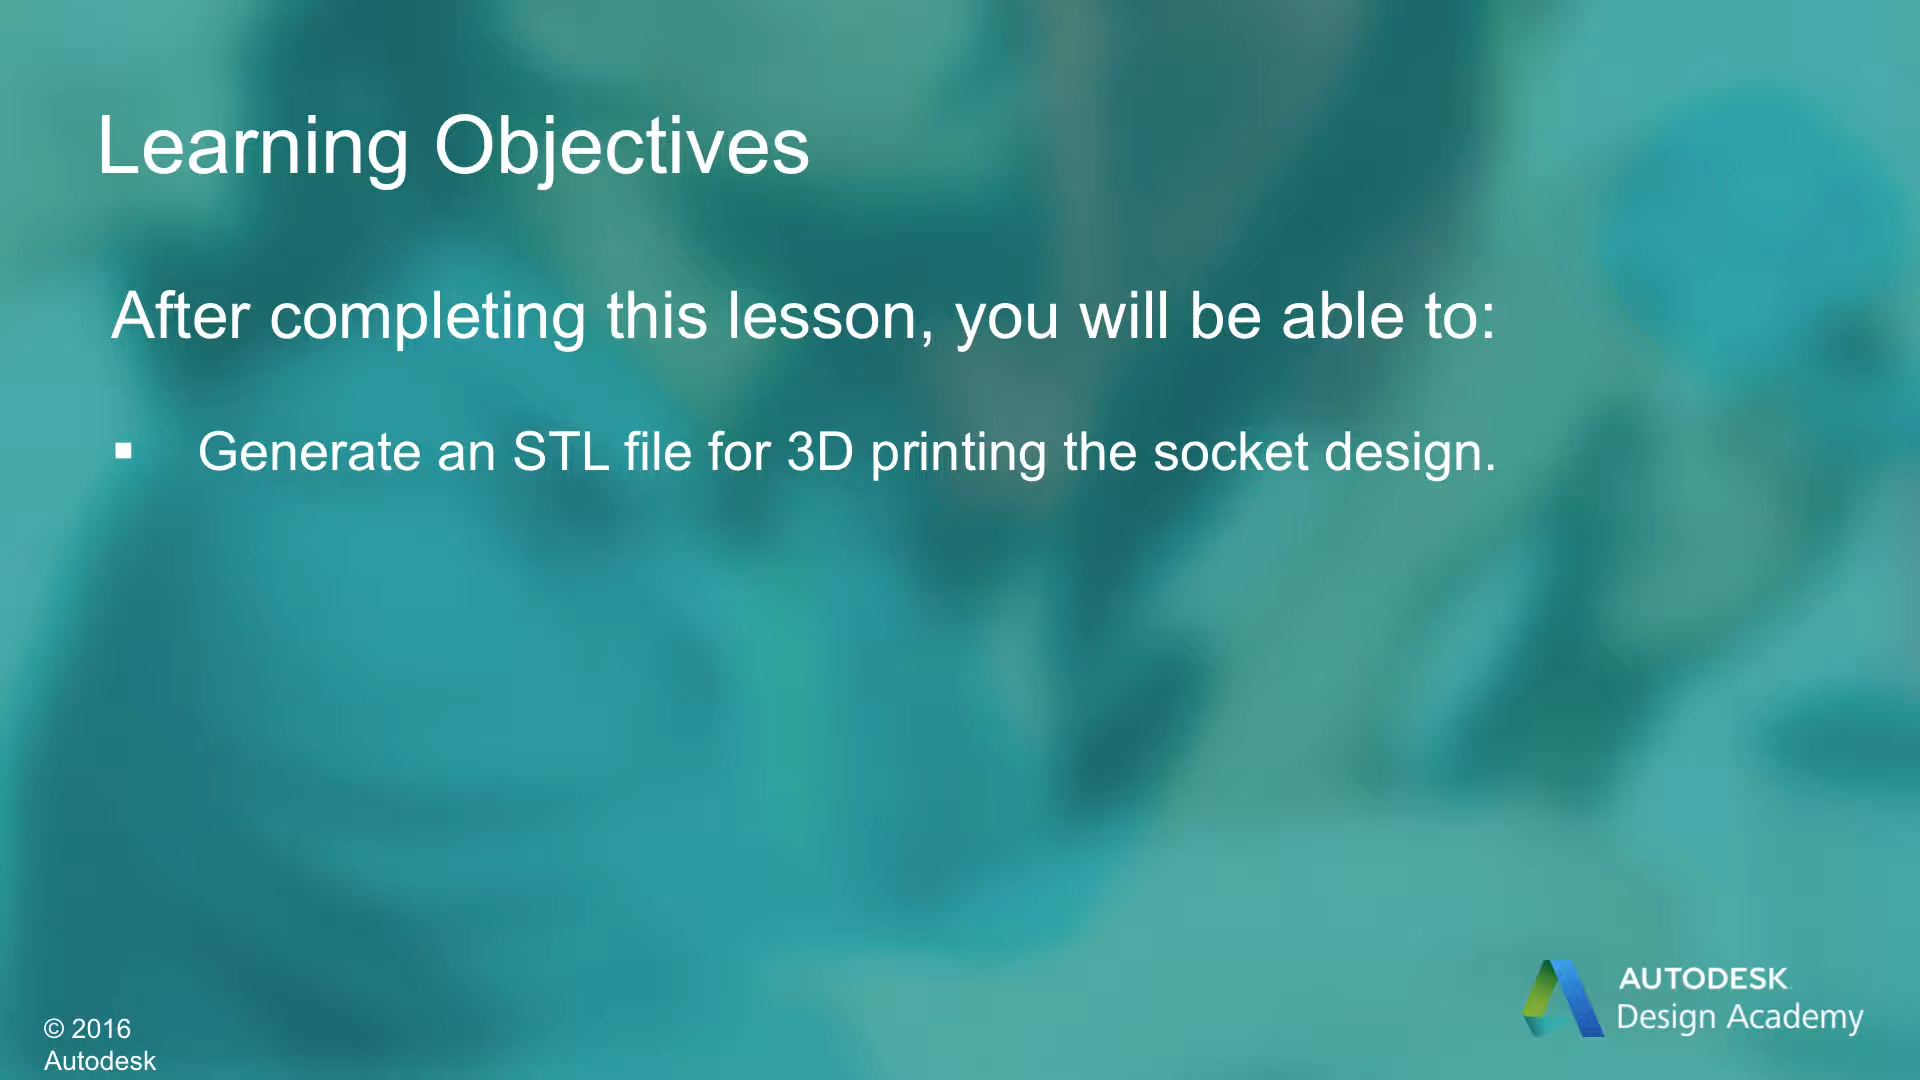 Learning Objectives
After completing this lesson, you will be able to:
▪ Generate an STL file for 3D printing the socket design.
AUTODESK
Design Academy
© 2016
Autodesk